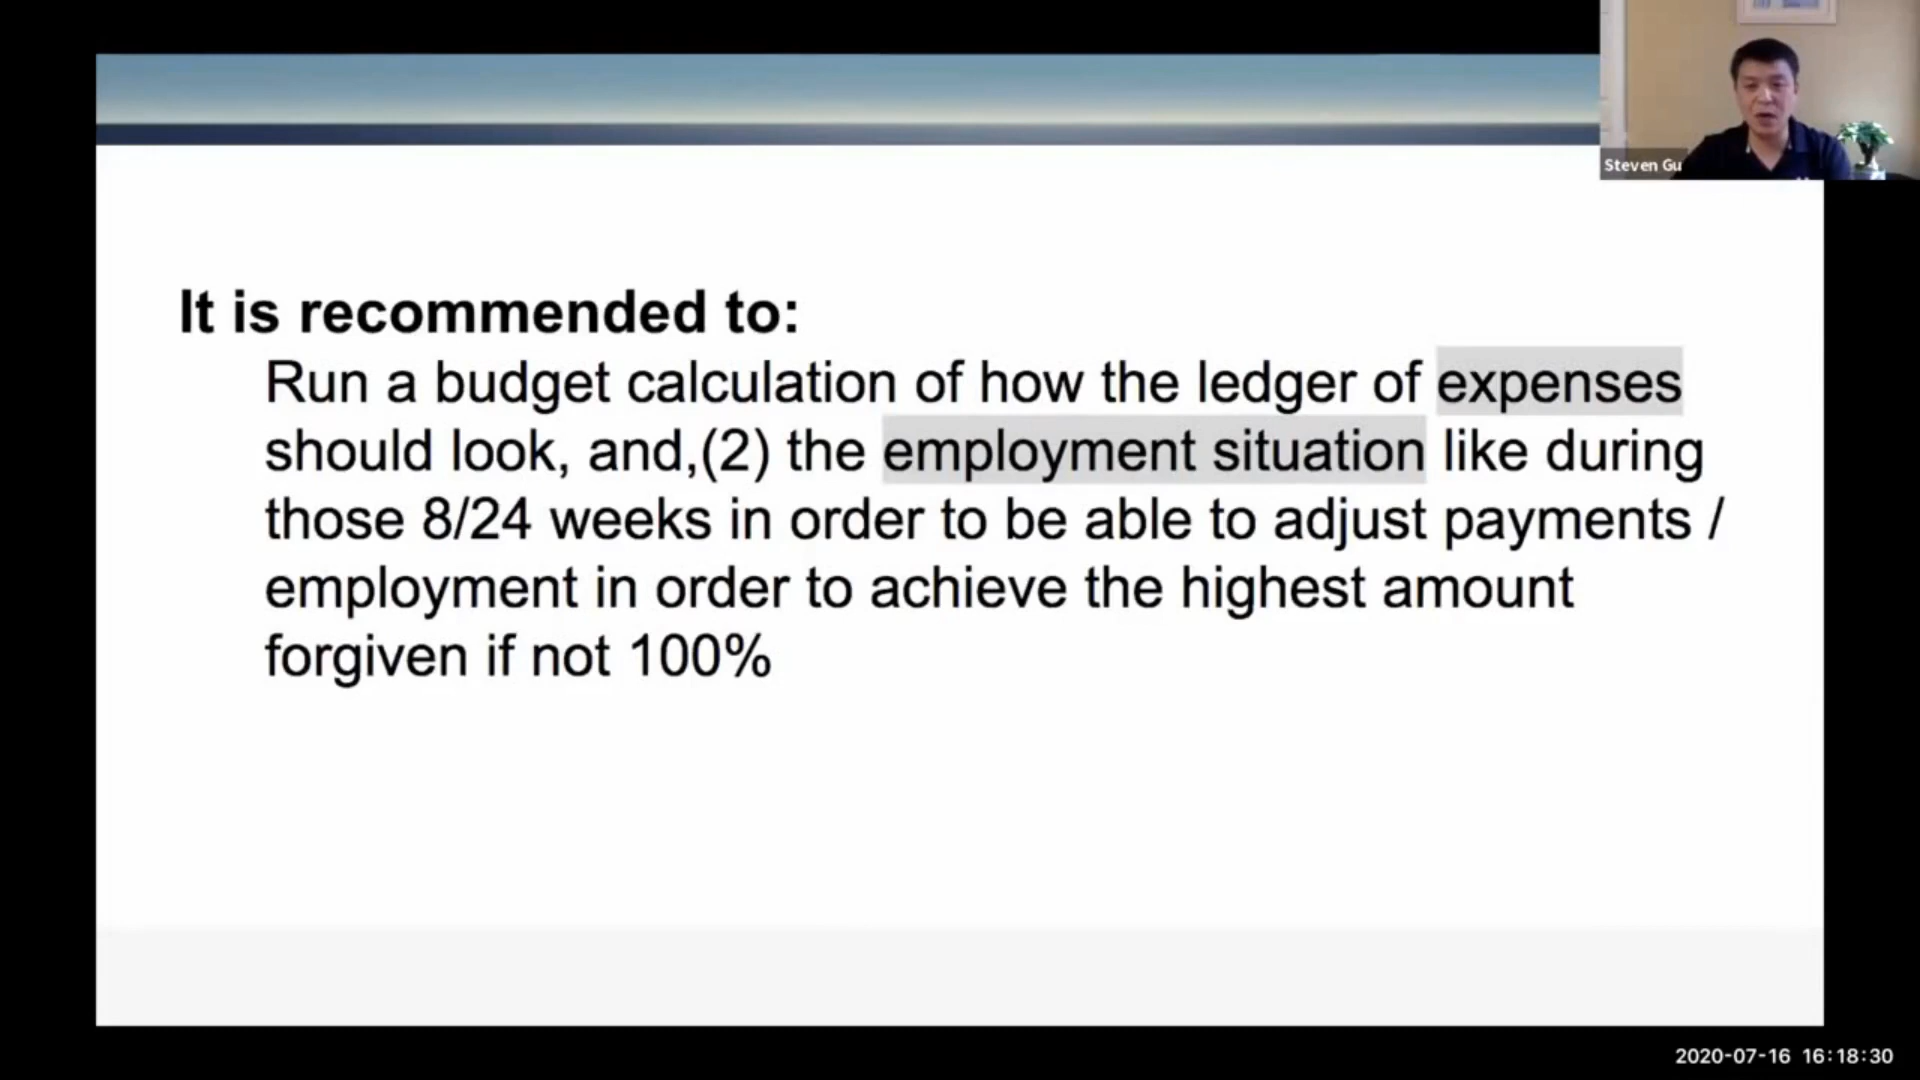 Steven Gu
It is recommended to:
Run a budget calculation of how the ledger of expenses
should look, and,(2) the employment situation like during
those 8/24 weeks in order to be able to adjust payments /
employment in order to achieve the highest amount
forgiven if not 100%
2020-07-16 16:18:30